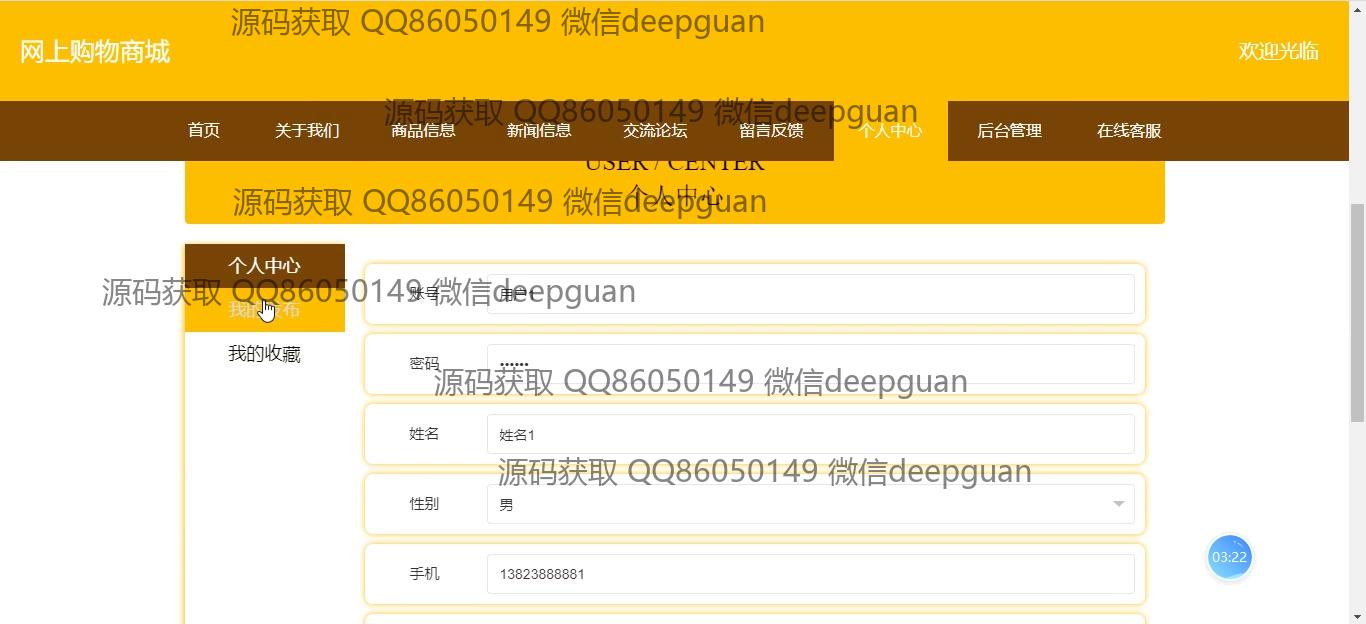 源码获取 QQ86050149 微信deepguan
网上购物商城
欢迎光临
源码获取 QQ86050149 微信deepguan
首页 关于我们 商品信息 新闻信息 交流论坛 留言反馈 个人中心 后台管理 在线客服
USER / CENTER
个人中心
源码获取 QQ86050149 微信deepguan
个人中心
源码获取 QQ86050149 微信deepguan
账号 用户1
我的发布
我的收藏
密码 ••••••
源码获取 QQ86050149 微信deepguan
姓名 姓名1
源码获取 QQ86050149 微信deepguan
性别 男
手机 13823888881
03:22